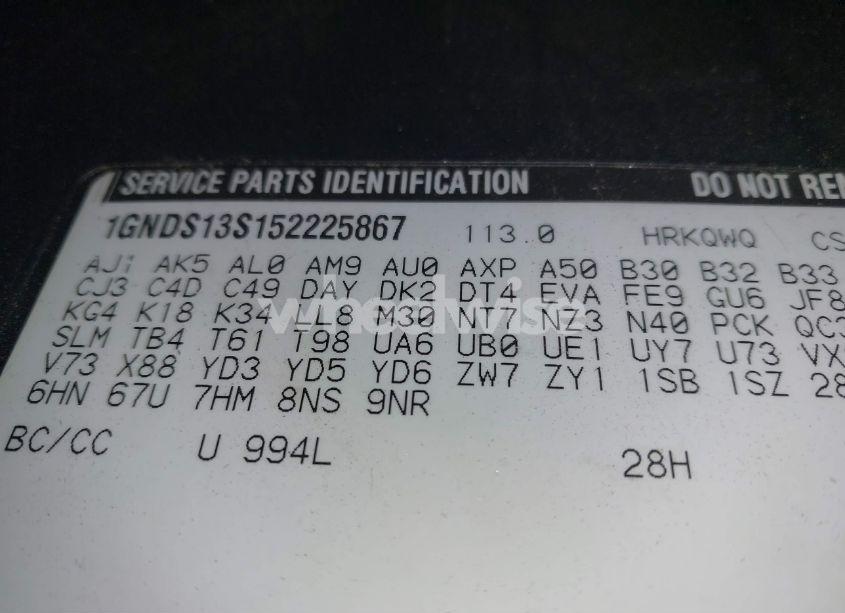 SERVICE PARTS IDENTIFICATION DO NOT REM
1GNDS13S152225867 113.0 HRKQWQ CS
AJ1 AK5 AL0 AM9 AU0 AXP A50 B30 B32 B33
CJ3 C4D C49 DAY DK2 DT4 EVA FE9 GU6 JF8
KG4 K18 K34 LL8 M30 NT7 NZ3 N40 PCK QC3
SLM TB4 T61 T98 UA6 UB0 UE1 UY7 U73 VX
V73 X88 YD3 YD5 YD6 ZW7 ZY1 1SB 1SZ 28
6HN 67U 7HM 8NS 9NR
BC/CC U 994L 28H
wheelwise